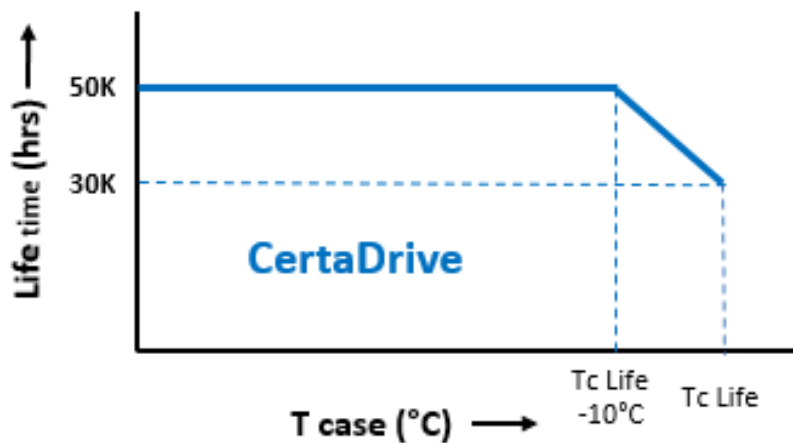 Life time (hrs)
50K
30K
CertaDrive
Tc Life
-10°C
Tc Life
T case (°C)